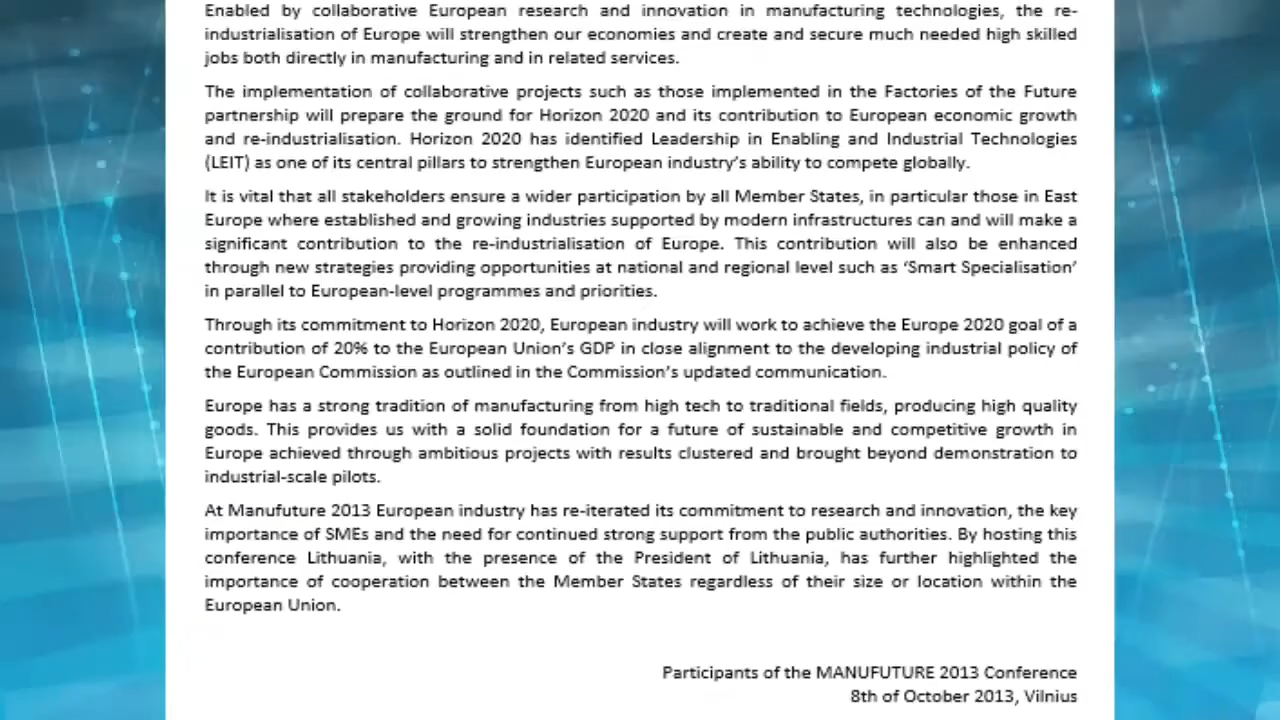 Enabled by collaborative European research and innovation in manufacturing technologies, the re-
industrialisation of Europe will strengthen our economies and create and secure much needed high skilled
jobs both directly in manufacturing and in related services.
The implementation of collaborative projects such as those implemented in the Factories of the Future
partnership will prepare the ground for Horizon 2020 and its contribution to European economic growth
and re-industrialisation. Horizon 2020 has identified Leadership in Enabling and Industrial Technologies
(LEIT) as one of its central pillars to strengthen European industry's ability to compete globally.
It is vital that all stakeholders ensure a wider participation by all Member States, in particular those in East
Europe where established and growing industries supported by modern infrastructures can and will make a
significant contribution to the re-industrialisation of Europe. This contribution will also be enhanced
through new strategies providing opportunities at national and regional level such as 'Smart Specialisation'
in parallel to European-level programmes and priorities.
Through its commitment to Horizon 2020, European industry will work to achieve the Europe 2020 goal of a
contribution of 20% to the European Union's GDP in close alignment to the developing industrial policy of
the European Commission as outlined in the Commission's updated communication.
Europe has a strong tradition of manufacturing from high tech to traditional fields, producing high quality
goods. This provides us with a solid foundation for a future of sustainable and competitive growth in
Europe achieved through ambitious projects with results clustered and brought beyond demonstration to
industrial-scale pilots.
At Manufuture 2013 European industry has re-iterated its commitment to research and innovation, the key
importance of SMEs and the need for continued strong support from the public authorities. By hosting this
conference Lithuania, with the presence of the President of Lithuania, has further highlighted the
importance of cooperation between the Member States regardless of their size or location within the
European Union.
Participants of the MANUFUTURE 2013 Conference
8th of October 2013, Vilnius